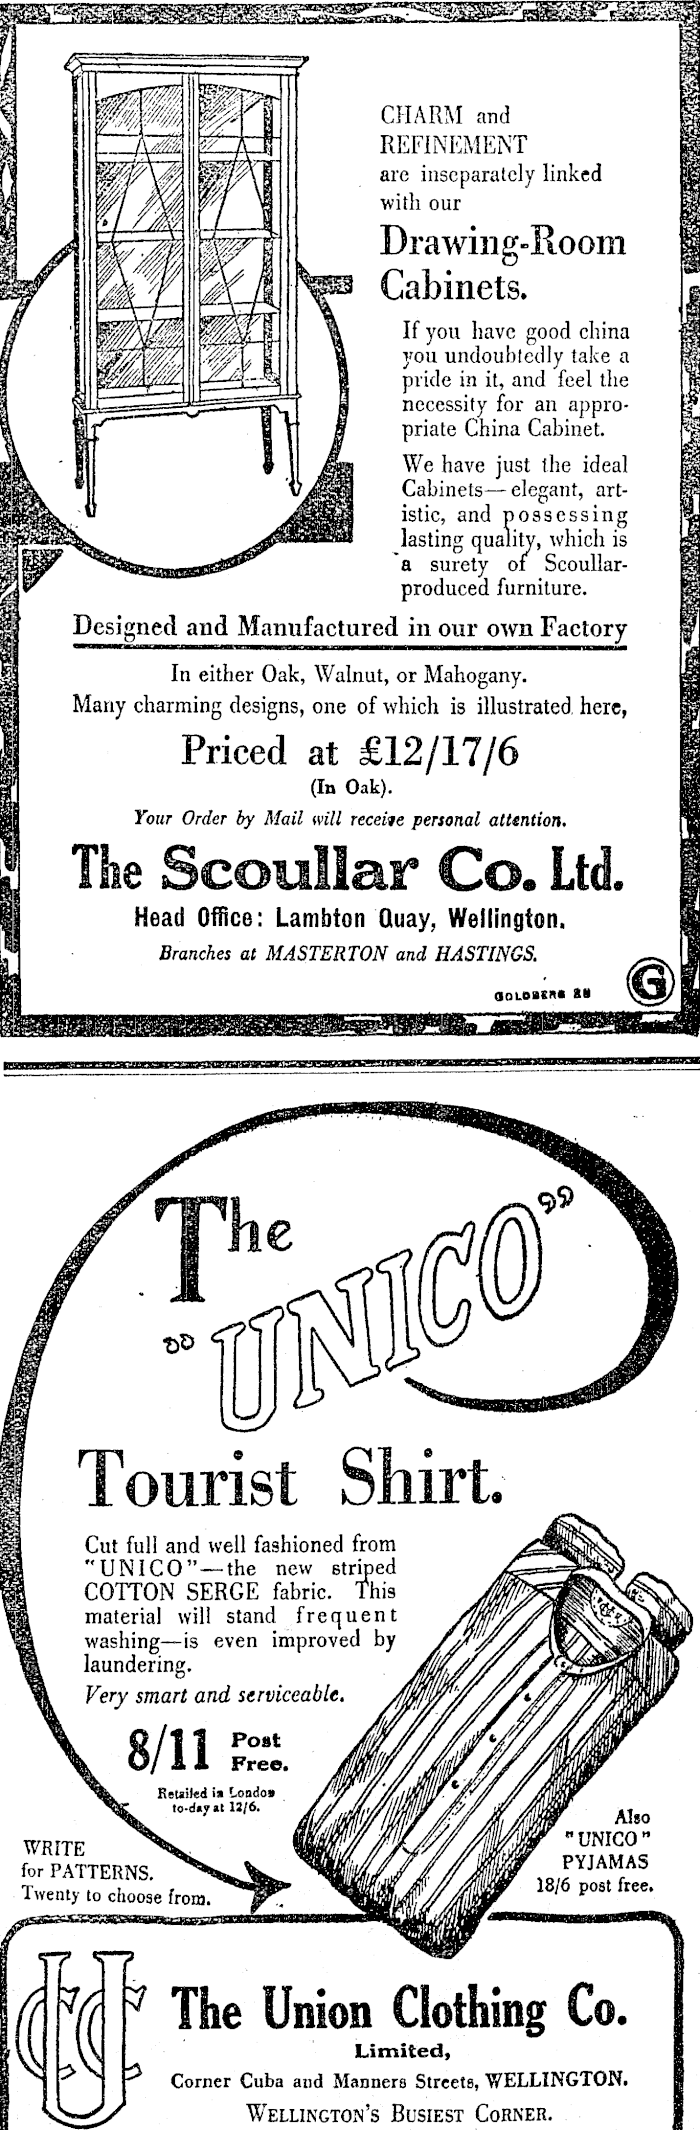 CHARM and
REFINEMENT
are inseparately linked
with our
Drawing-Room
Cabinets.
If you have good china
you undoubtedly take a
pride in it, and feel the
necessity for an appro-
priate China Cabinet.
We have just the ideal
Cabinets—elegant, art-
istic, and possessing
lasting quality, which is
a surety of Scoullar-
produced furniture.
Designed and Manufactured in our own Factory
In either Oak, Walnut, or Mahogany.
Many charming designs, one of which is illustrated here,
Priced at £12/17/6
(In Oak).
Your Order by Mail will receive personal attention.
The Scoullar Co. Ltd.
Head Office: Lambton Quay, Wellington.
Branches at MASTERTON and HASTINGS.
GOLDBERG 28
G
The
"UNICO"
Tourist Shirt.
Cut full and well fashioned from
"UNICO"—the new striped
COTTON SERGE fabric. This
material will stand frequent
washing—is even improved by
laundering.
Very smart and serviceable.
8/11 Post
Free.
Retailed in London
to-day at 12/6.
WRITE
for PATTERNS.
Twenty to choose from.
Also
"UNICO"
PYJAMAS
18/6 post free.
UCC
The Union Clothing Co.
Limited,
Corner Cuba and Manners Streets, WELLINGTON.
WELLINGTON'S BUSIEST CORNER.